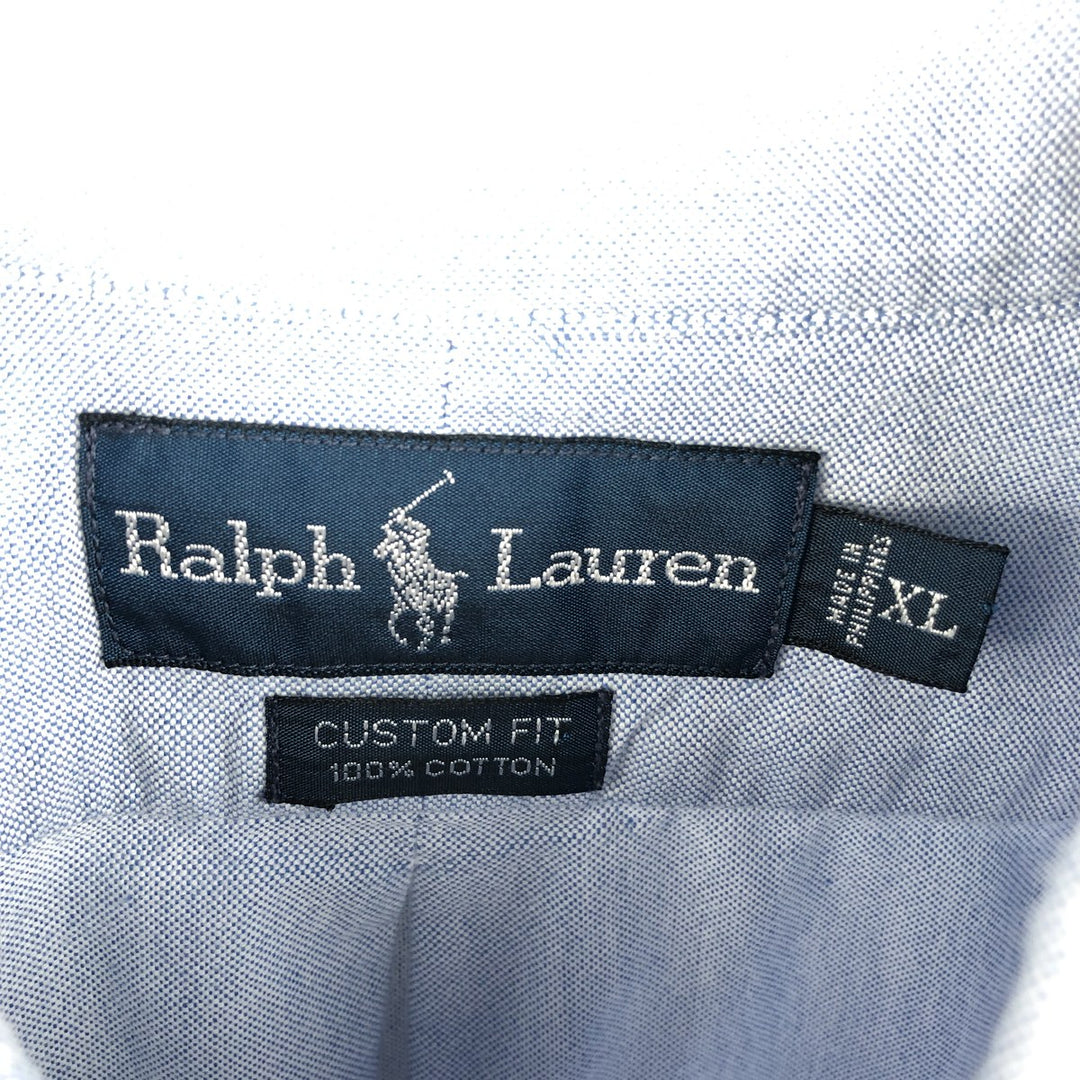 Ralph Lauren
MADE IN
PHILIPPINES
XL
CUSTOM FIT
100% COTTON